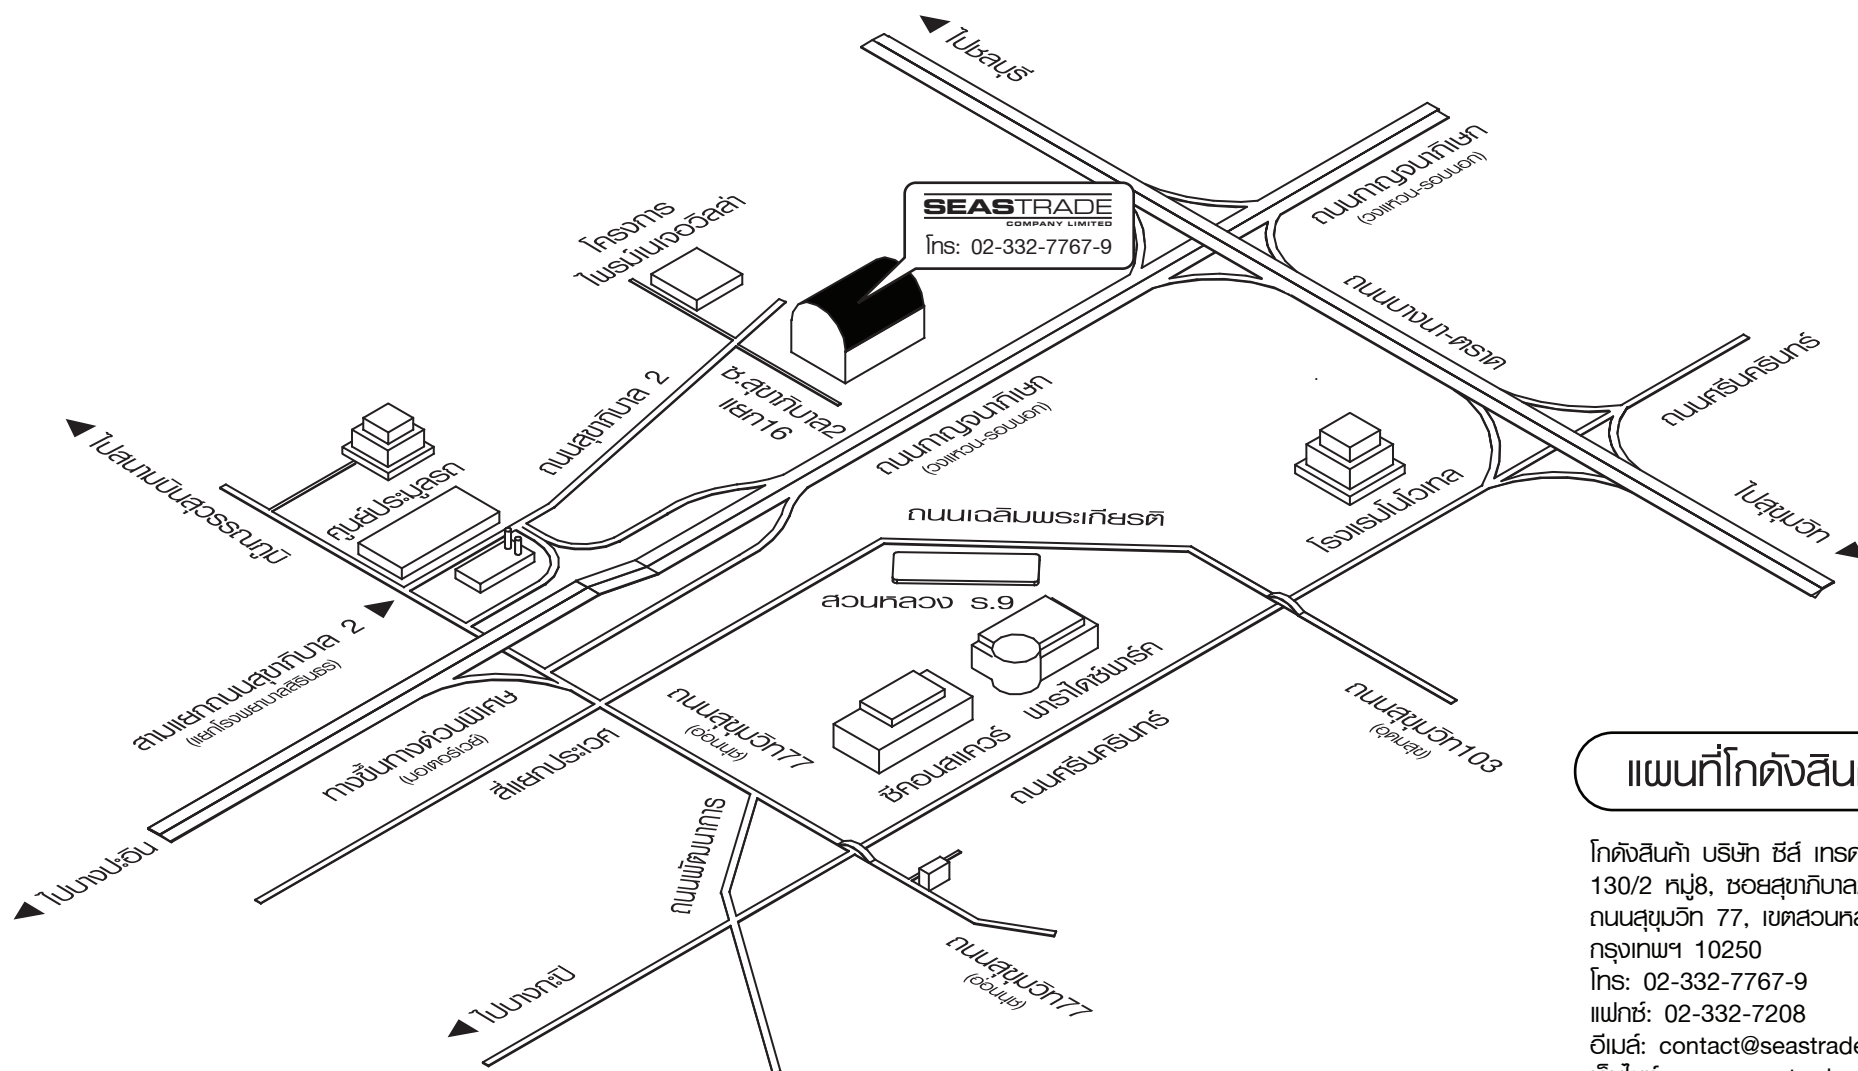 ไปชลบุรี
ถนนกาญจนาภิเษก
(วงแหวน-รอบนอก)
โครงการ
ไพรม์เนเจอวิลล่า
SEASTRADE
COMPANY LIMITED
โทร: 02-332-7767-9
ถนนบางนา-ตราด
ถนนศรีนครินทร์
ซ.สุขาภิบาล2
แยก16
ถนนสุขาภิบาล 2
ถนนกาญจนาภิเษก
(วงแหวน-รอบนอก)
ไปสนามบินสุวรรณภูมิ
ศูนย์ประมูลรถ
ถนนเฉลิมพระเกียรติ
โรงแรมโนโวเทล
ไปสุขุมวิท
สวนหลวง ร.9
สามแยกถนนสุขาภิบาล 2
(แยกโรงพยาบาลสิรินธร)
ทางขึ้นทางด่วนพิเศษ
(มอเตอร์เวย์)
สี่แยกประเวศ
ถนนสุขุมวิท77
(อ่อนนุช)
ซีคอนสแควร์
พาราไดซ์พาร์ค
ถนนศรีนครินทร์
ถนนสุขุมวิท103
(อุดมสุข)
ไปบางปะอิน
ถนนพัฒนาการ
ไปบางกะปิ
ถนนสุขุมวิท77
(อ่อนนุช)
แผนที่โกดังสิน
โกดังสินค้า บริษัท ซีส์ เทรด
130/2 หมู่8, ซอยสุขาภิบาล
ถนนสุขุมวิท 77, เขตสวนหล
กรุงเทพฯ 10250
โทร: 02-332-7767-9
แฟกซ์: 02-332-7208
อีเมล์: contact@seastrade